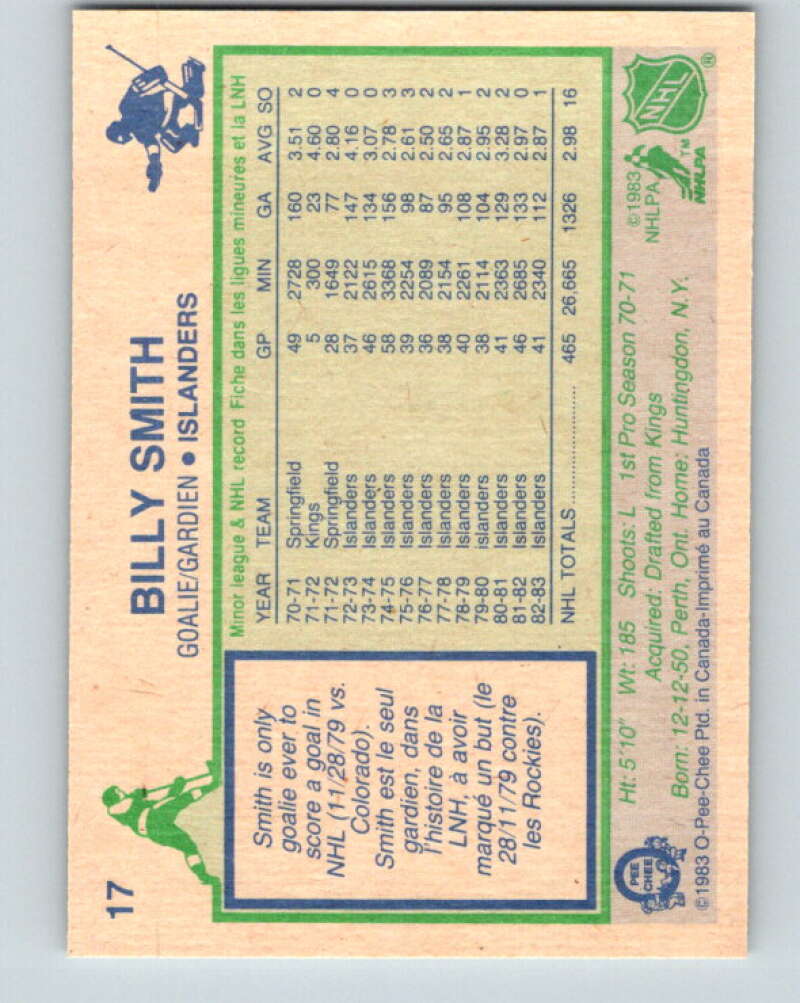 17
BILLY SMITH
GOALIE/GARDIEN • ISLANDERS
Smith is only
goalie ever to
score a goal in
NHL (11/28/79 vs.
Colorado).
Smith est le seul
gardien, dans
l'histoire de la
LNH, à avoir
marqué un but (le
28/11/79 contre
les Rockies).
Minor league & NHL record Fiche dans les ligues mineures et la LNH
YEAR TEAM GP MIN GA AVG SO
70-71 Springfield 49 2728 160 3.51 2
71-72 Kings 5 300 23 4.60 0
71-72 Springfield 28 1649 77 2.80 4
72-73 Islanders 37 2122 147 4.16 0
73-74 Islanders 46 2615 134 3.07 0
74-75 Islanders 58 3368 156 2.78 3
75-76 Islanders 39 2254 98 2.61 3
76-77 Islanders 36 2089 87 2.50 2
77-78 Islanders 38 2154 95 2.65 2
78-79 Islanders 40 2261 108 2.87 1
79-80 Islanders 38 2114 104 2.95 2
80-81 Islanders 41 2363 129 3.28 2
81-82 Islanders 46 2685 133 2.97 0
82-83 Islanders 41 2340 112 2.87 1
NHL TOTALS .................... 465 26,665 1326 2.98 16
O PEE CHEE
Ht: 5'10" Wt: 185 Shoots: L 1st Pro Season 70-71
Acquired: Drafted from Kings
Born: 12-12-50, Perth, Ont. Home: Huntingdon, N.Y.
©1983 O-Pee-Chee Ptd. in Canada-Imprimé au Canada
©1983
NHLPA
NHLPA™
NHL®